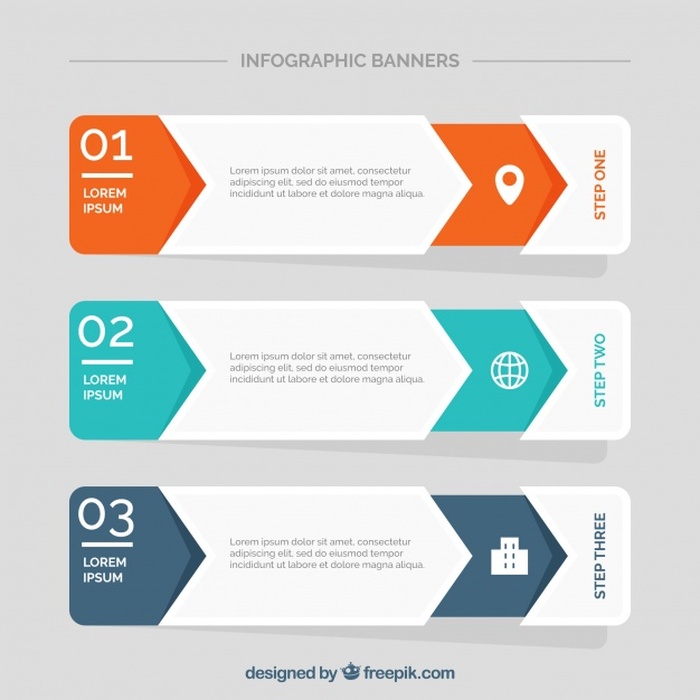 INFOGRAPHIC BANNERS
01
LOREM
IPSUM
Lorem ipsum dolor sit amet, consectetur
adipiscing elit, sed do eiusmod tempor
incididunt ut labore dolore magna aliqua.
STEP ONE
02
LOREM
IPSUM
Lorem ipsum dolor sit amet, consectetur
adipiscing elit, sed do eiusmod tempor
incididunt ut labore dolore magna aliqua.
STEP TWO
03
LOREM
IPSUM
Lorem ipsum dolor sit amet, consectetur
adipiscing elit, sed do eiusmod tempor
incididunt ut labore dolore magna aliqua.
STEP THREE
designed by freepik.com